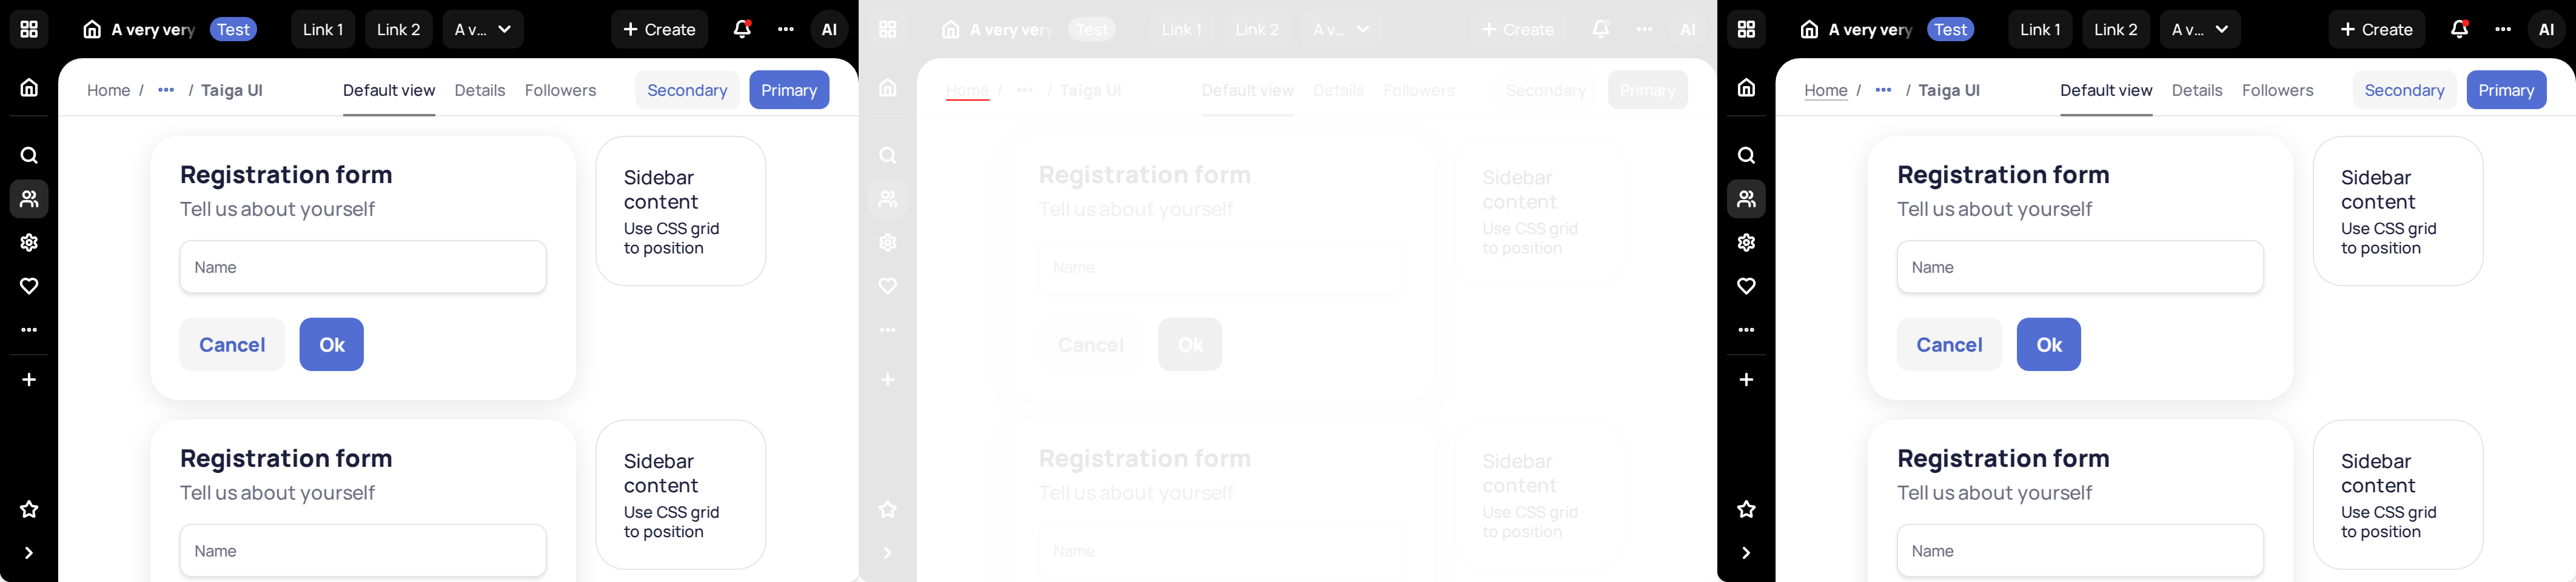 A very very Test Link 1 Link 2 A v... Create AI
Home / ... / Taiga UI Default view Details Followers Secondary Primary
Registration form
Tell us about yourself
Name
Cancel Ok
Sidebar
content
Use CSS grid
to position
Registration form
Tell us about yourself
Name
Sidebar
content
Use CSS grid
to position
A very very Test Link 1 Link 2 A v... Create AI
Home / ... / Taiga UI Default view Details Followers Secondary Primary
Registration form
Tell us about yourself
Name
Cancel Ok
Sidebar
content
Use CSS grid
to position
Registration form
Tell us about yourself
Name
Sidebar
content
Use CSS grid
to position
A very very Test Link 1 Link 2 A v... Create AI
Home / ... / Taiga UI Default view Details Followers Secondary Primary
Registration form
Tell us about yourself
Name
Cancel Ok
Sidebar
content
Use CSS grid
to position
Registration form
Tell us about yourself
Name
Sidebar
content
Use CSS grid
to position